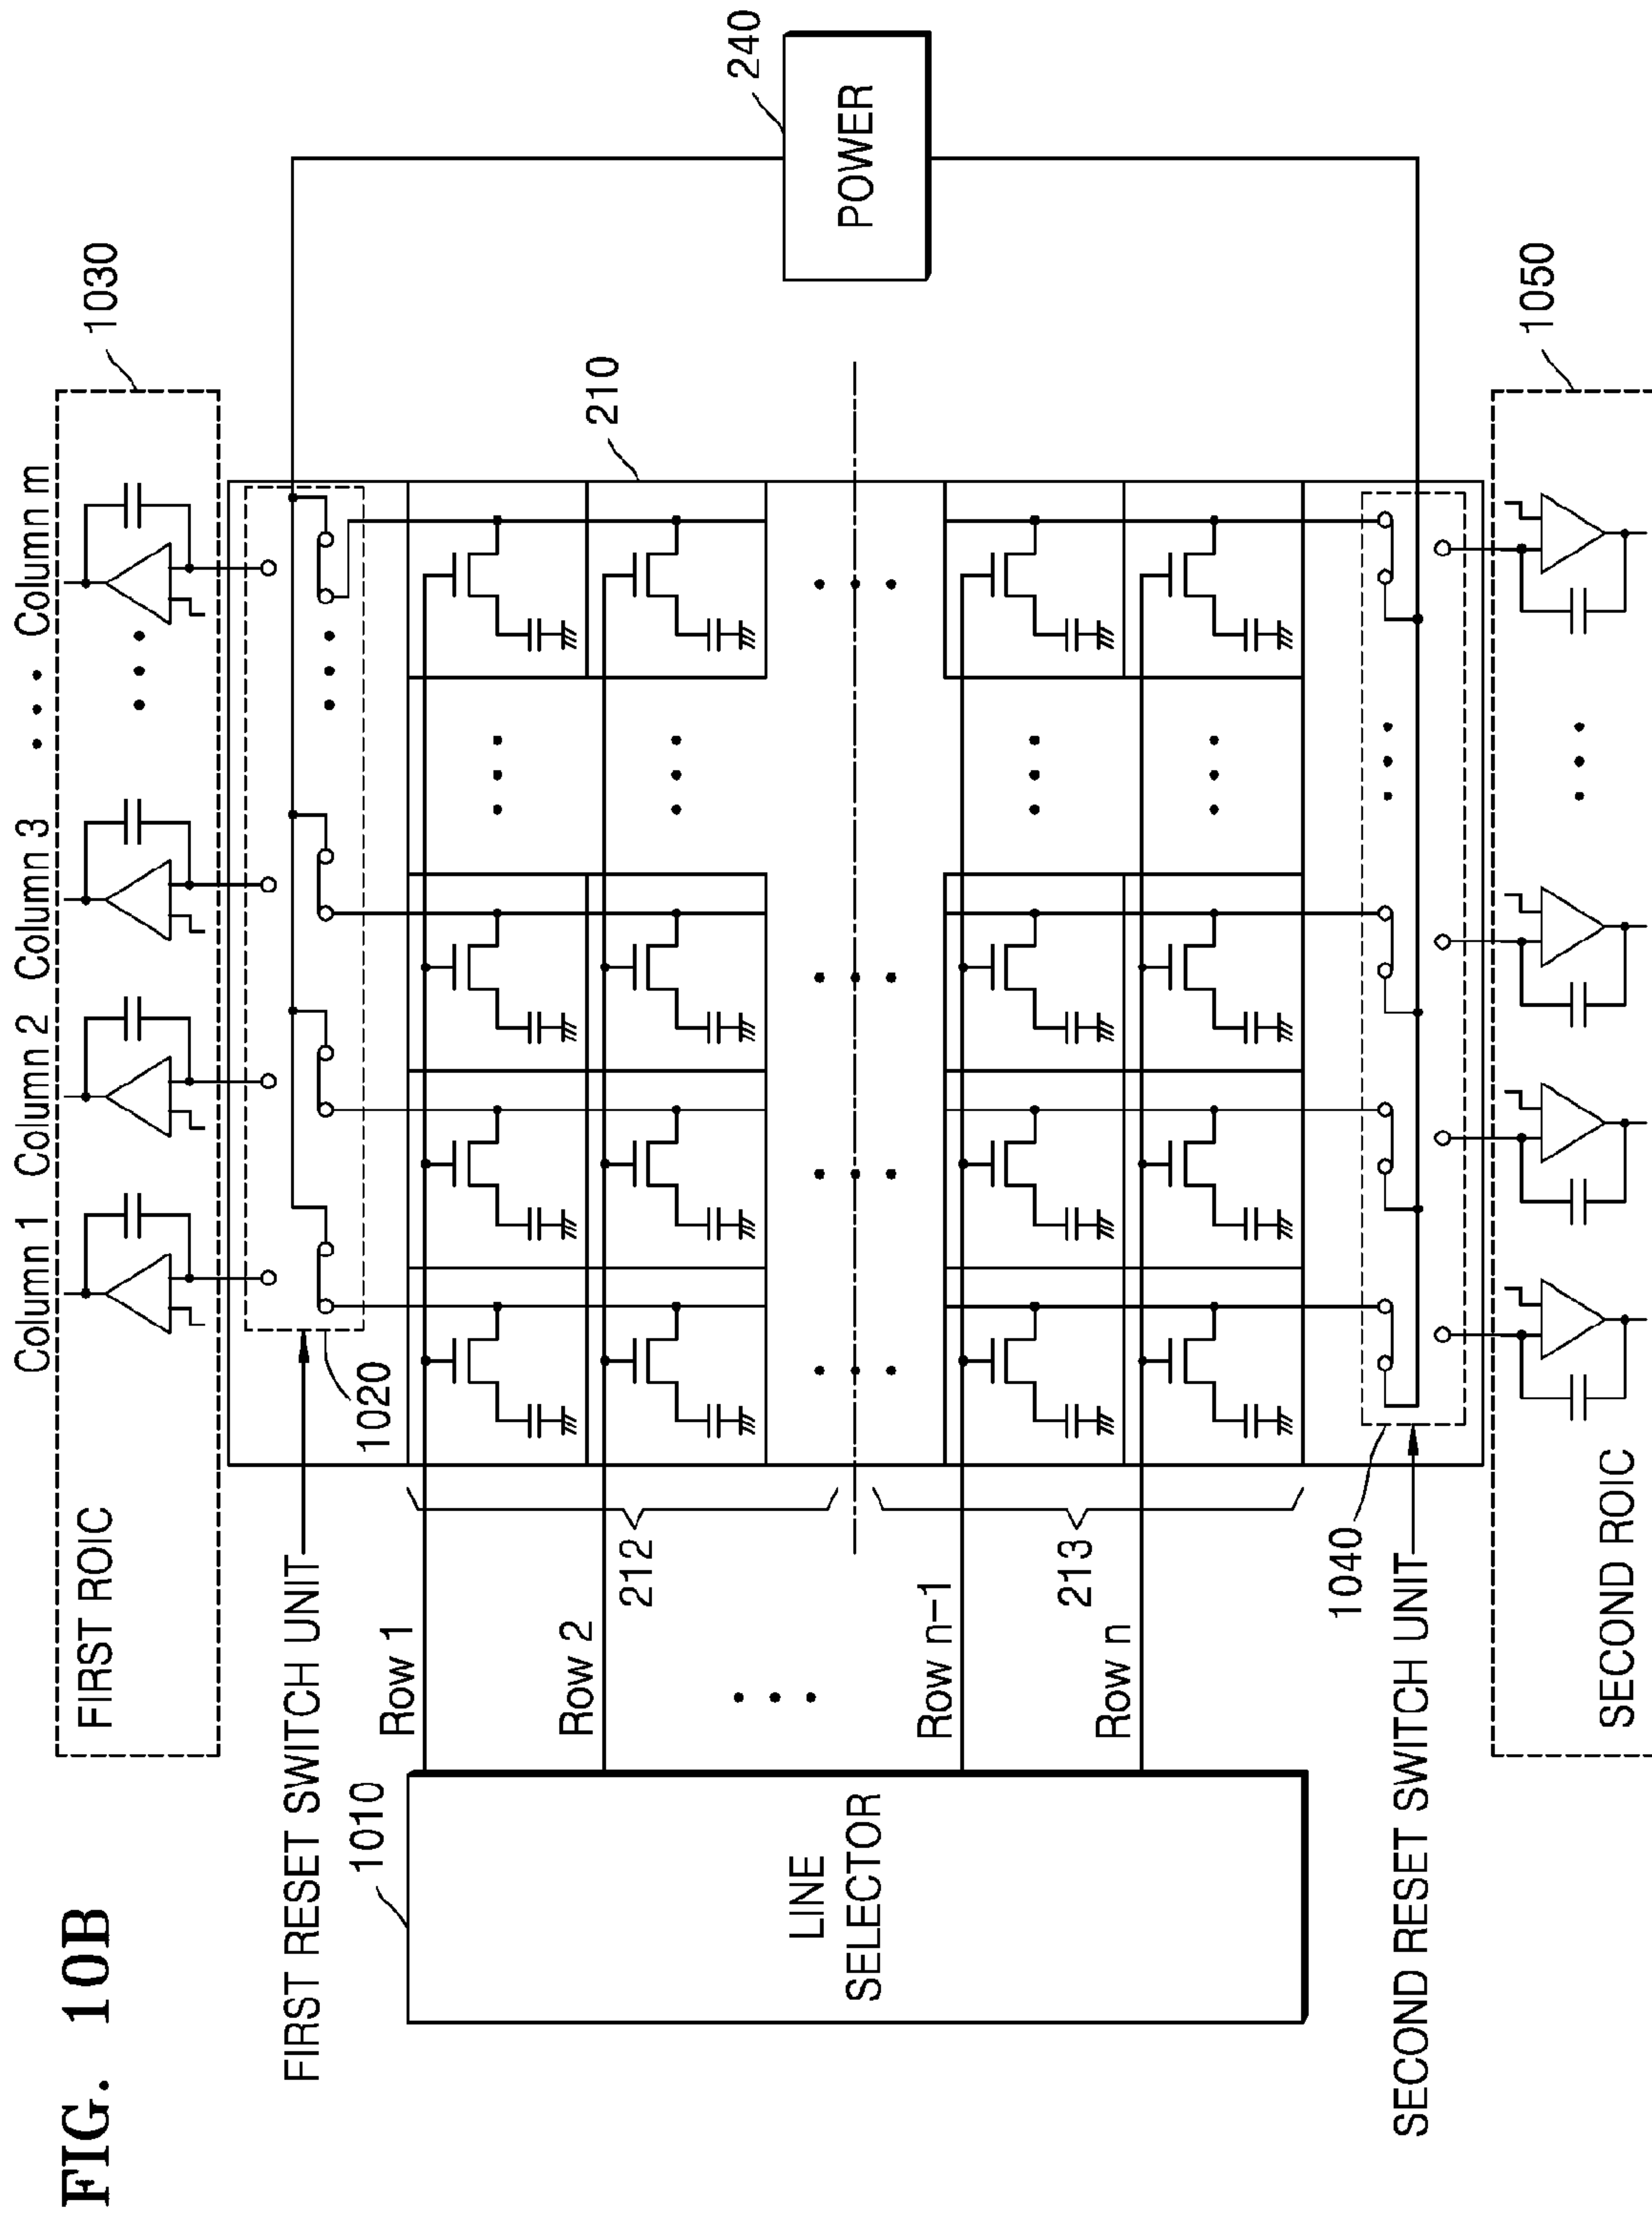 FIG. 10B
Column 1
Column 2
Column 3
Column m
FIRST ROIC
1030
FIRST RESET SWITCH UNIT
1020
210
240
POWER
1010
LINE
SELECTOR
Row 1
Row 2
Row n-1
Row n
212
213
1040
SECOND RESET SWITCH UNIT
SECOND ROIC
1050